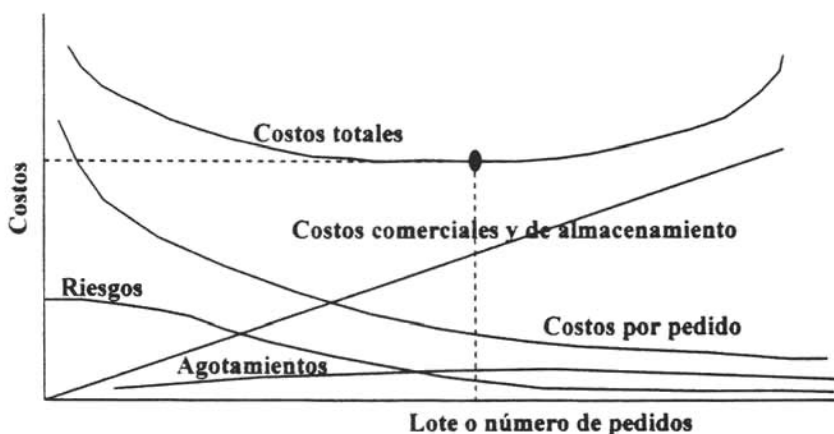 Costos totales
Costos
Costos comerciales y de almacenamiento
Riesgos
Costos por pedido
Agotamientos
Lote o número de pedidos